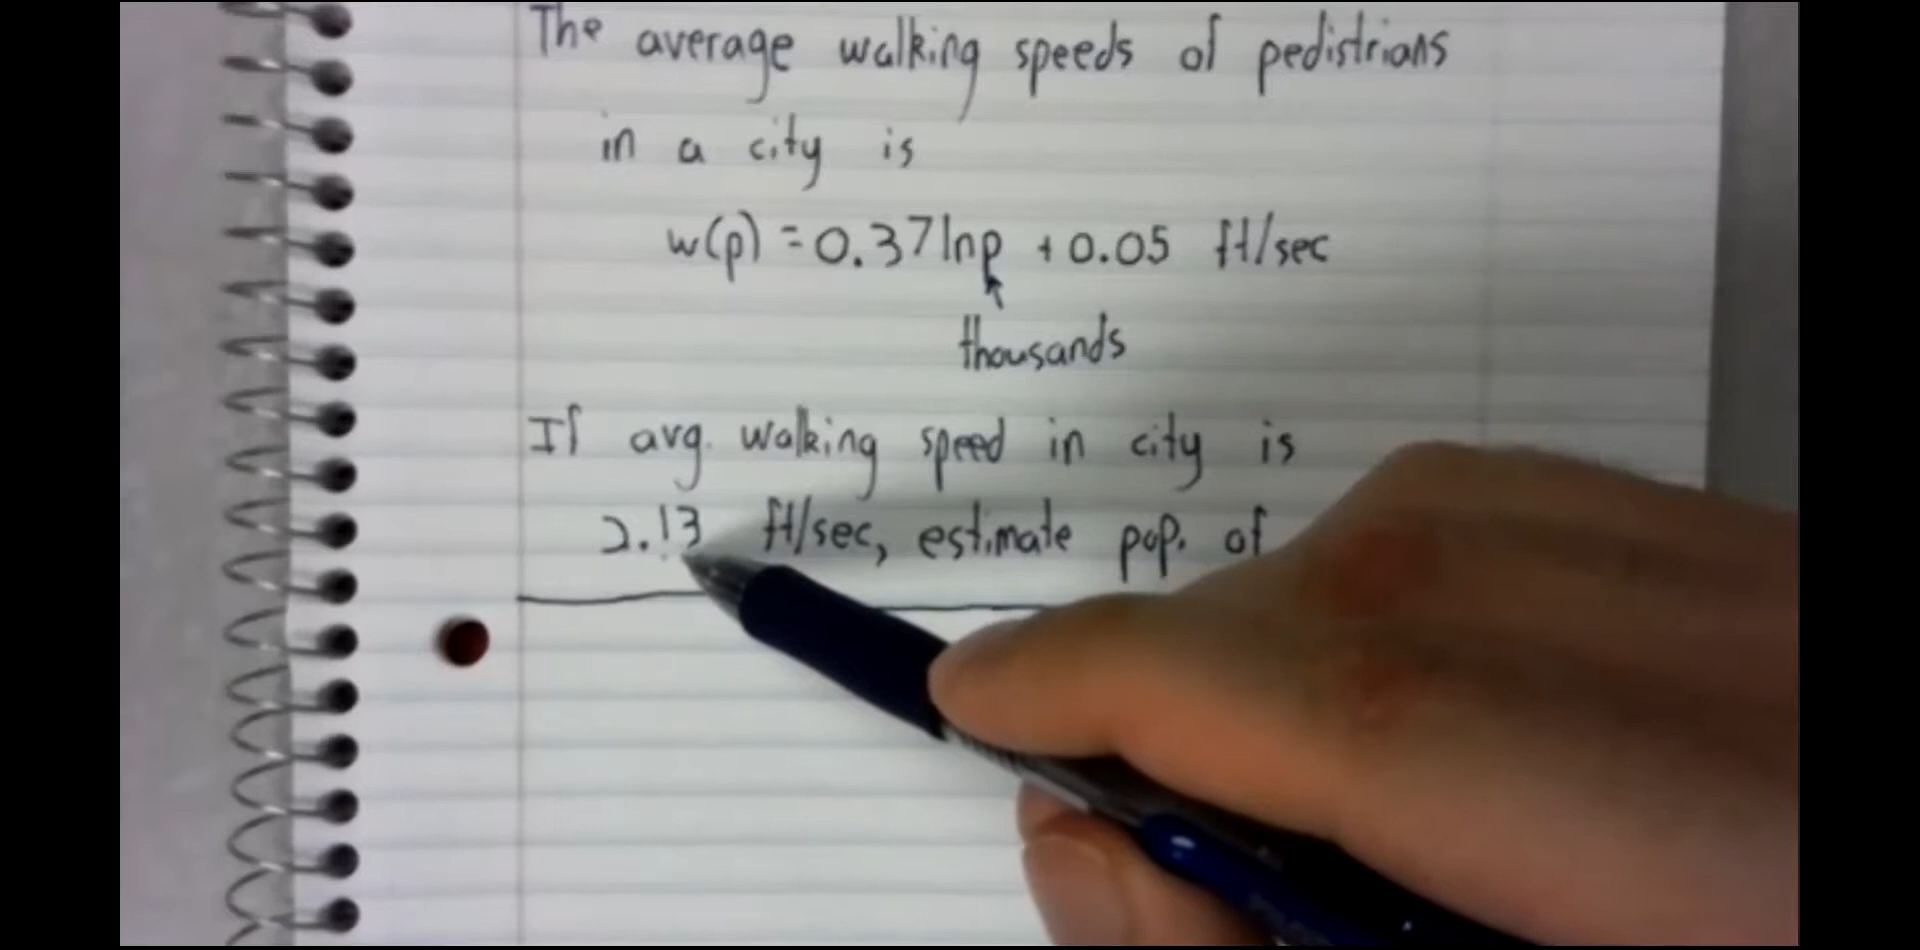 The average walking speeds of pedistrians
in a city is
w(p) = 0.37lnp + 0.05 ft/sec
thousands
If avg. walking speed in city is
2.13 ft/sec, estimate pop. of